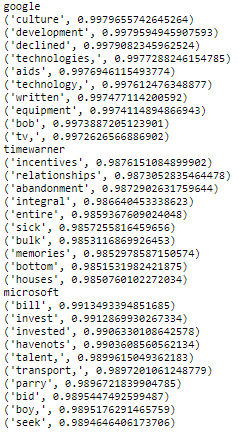 google
('culture', 0.9979655742645264)
('development', 0.9979594945907593)
('declined', 0.9979082345962524)
('technologies,', 0.9977288246154785)
('aids', 0.9976946115493774)
('technology,', 0.997612476348877)
('written', 0.997477114200592)
('equipment', 0.9974114894866943)
('bob', 0.9973887205123901)
('tv,', 0.9972626566886902)
timewarner
('incentives', 0.9876151084899902)
('relationships', 0.9873052835464478)
('abandonment', 0.9872902631759644)
('integral', 0.986640453338623)
('entire', 0.9859367609024048)
('sick', 0.9857255816459656)
('bulk', 0.9853116869926453)
('memories', 0.9852978587150574)
('bottom', 0.9851531982421875)
('houses', 0.9850760102272034)
microsoft
('bill', 0.9913493394851685)
('invest', 0.9912869930267334)
('invested', 0.9906330108642578)
('havenots', 0.9903608560562134)
('talent,', 0.9899615049362183)
('transport,', 0.9897201061248779)
('parry', 0.9896721839904785)
('bid', 0.9895447492599487)
('boy,', 0.9895176291465759)
('seek', 0.9894646406173706)